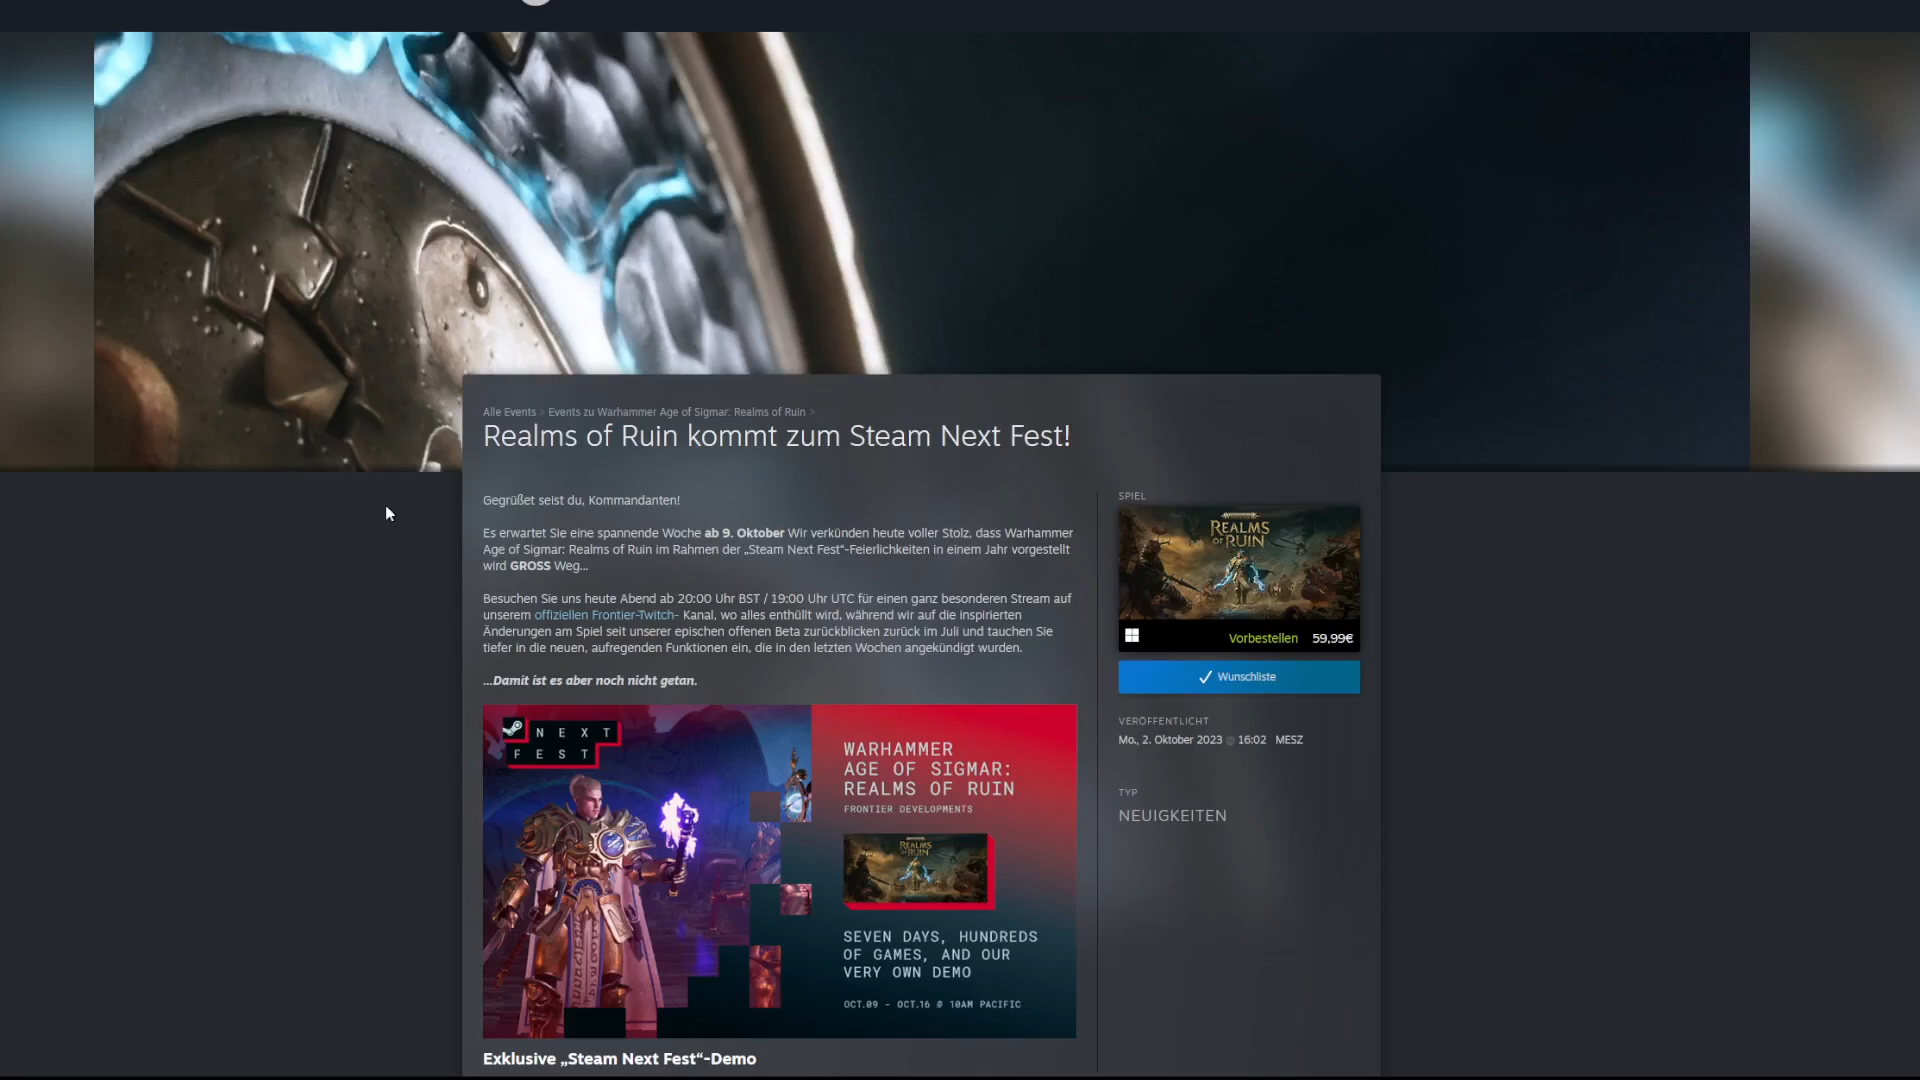 Alle Events > Events zu Warhammer Age of Sigmar: Realms of Ruin >
Realms of Ruin kommt zum Steam Next Fest!
Gegrüßet seist du, Kommandanten!
Es erwartet Sie eine spannende Woche ab 9. Oktober Wir verkünden heute voller Stolz, dass Warhammer
Age of Sigmar: Realms of Ruin im Rahmen der „Steam Next Fest“-Feierlichkeiten in einem Jahr vorgestellt
wird GROSS Weg...
Besuchen Sie uns heute Abend ab 20:00 Uhr BST / 19:00 Uhr UTC für einen ganz besonderen Stream auf
unserem offiziellen Frontier-Twitch- Kanal, wo alles enthüllt wird, während wir auf die inspirierten
Änderungen am Spiel seit unserer epischen offenen Beta zurückblicken zurück im Juli und tauchen Sie
tiefer in die neuen, aufregenden Funktionen ein, die in den letzten Wochen angekündigt wurden.
...Damit ist es aber noch nicht getan.
NEXT
FEST
WARHAMMER
AGE OF SIGMAR:
REALMS OF RUIN
FRONTIER DEVELOPMENTS
REALMS
OF RUIN
SEVEN DAYS, HUNDREDS
OF GAMES, AND OUR
VERY OWN DEMO
OCT.09 - OCT.16 @ 10AM PACIFIC
Exklusive „Steam Next Fest“-Demo
SPIEL
REALMS
OF RUIN
Vorbestellen 59,99€
Wunschliste
VERÖFFENTLICHT
Mo., 2. Oktober 2023 @ 16:02 MESZ
TYP
NEUIGKEITEN